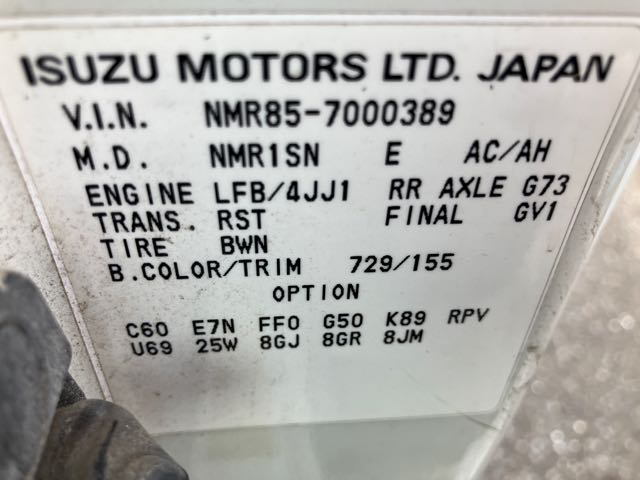 ISUZU MOTORS LTD. JAPAN
V.I.N. NMR85-7000389
M.D. NMR1SN E AC/AH
ENGINE LFB/4JJ1 RR AXLE G73
TRANS. RST FINAL GV1
TIRE BWN
B.COLOR/TRIM 729/155
OPTION
C60 E7N FF0 G50 K89 RPV
U69 25W 8GJ 8GR 8JM